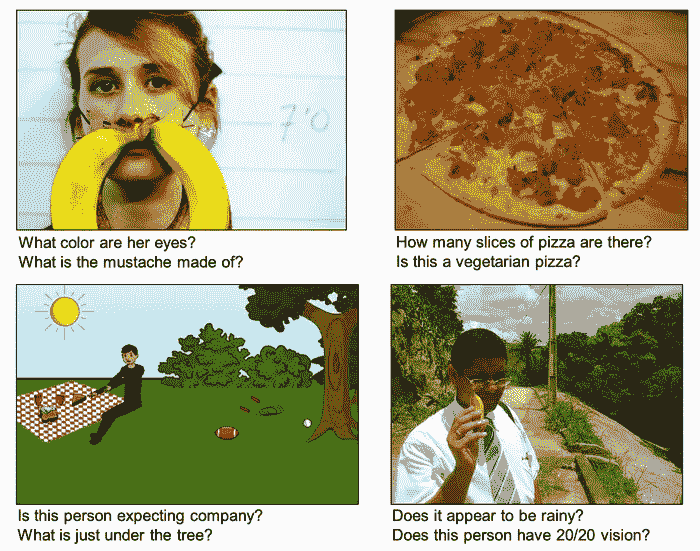 7'0
What color are her eyes?
What is the mustache made of?
How many slices of pizza are there?
Is this a vegetarian pizza?
Is this person expecting company?
What is just under the tree?
Does it appear to be rainy?
Does this person have 20/20 vision?